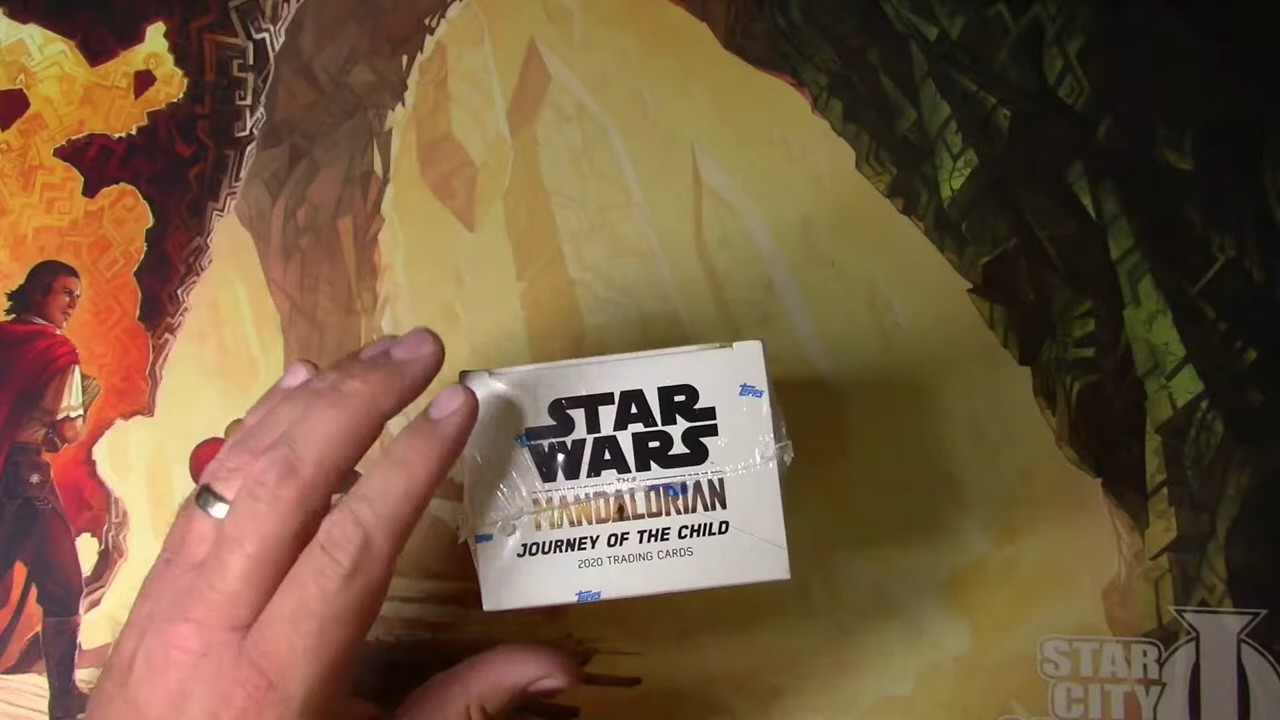 STAR
WARS
THE
MANDALORIAN
JOURNEY OF THE CHILD
2020 TRADING CARDS
TOPPS
TOPPS
STAR
CITY